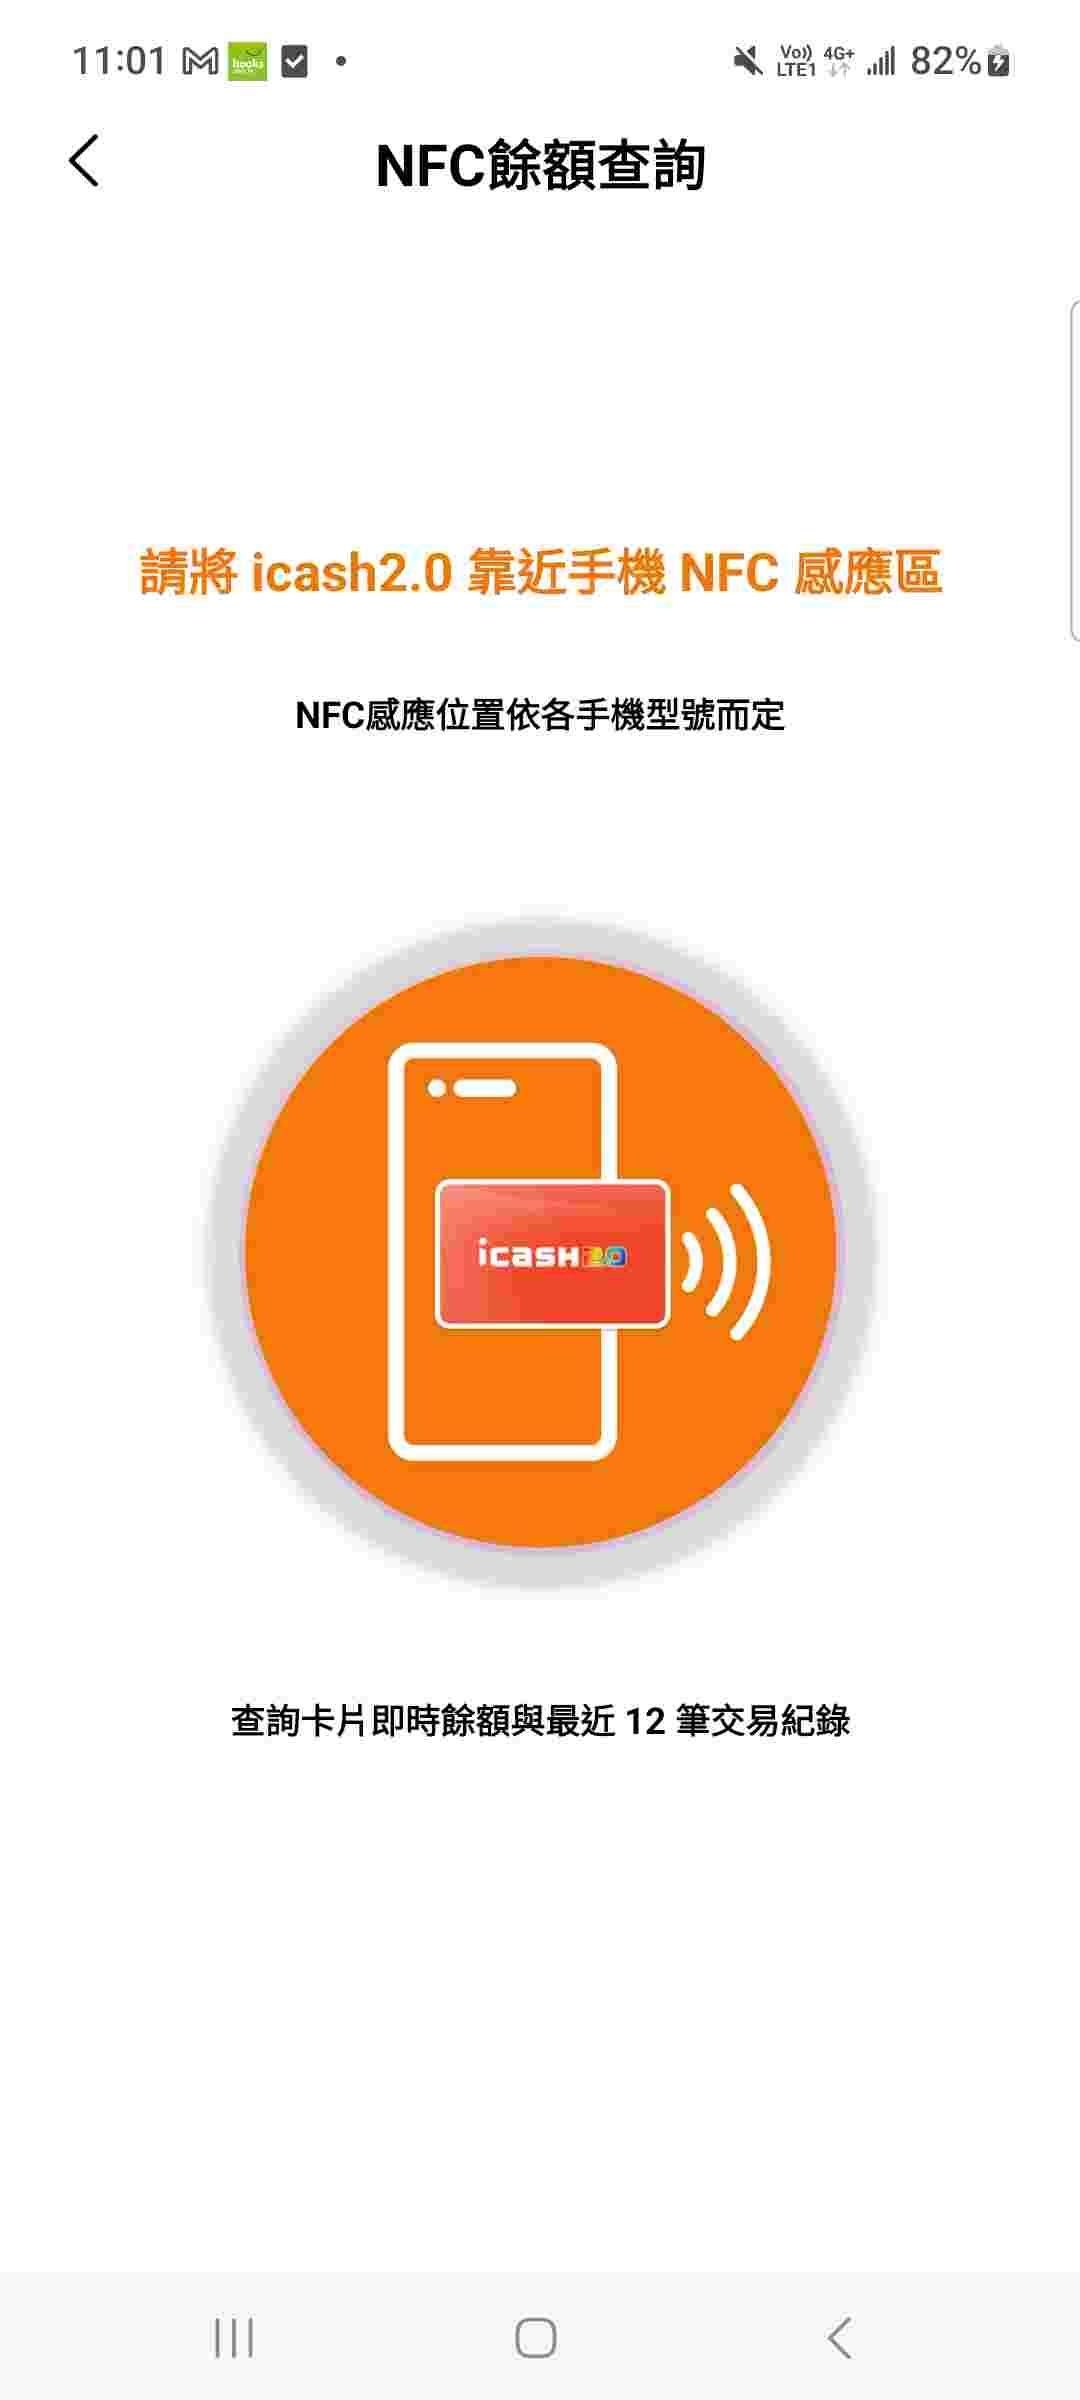 11:01
books
Vo)) LTE1 4G+ 82%
NFC餘額查詢
請將 icash2.0 靠近手機 NFC 感應區
NFC感應位置依各手機型號而定
icash2.0
查詢卡片即時餘額與最近 12 筆交易紀錄